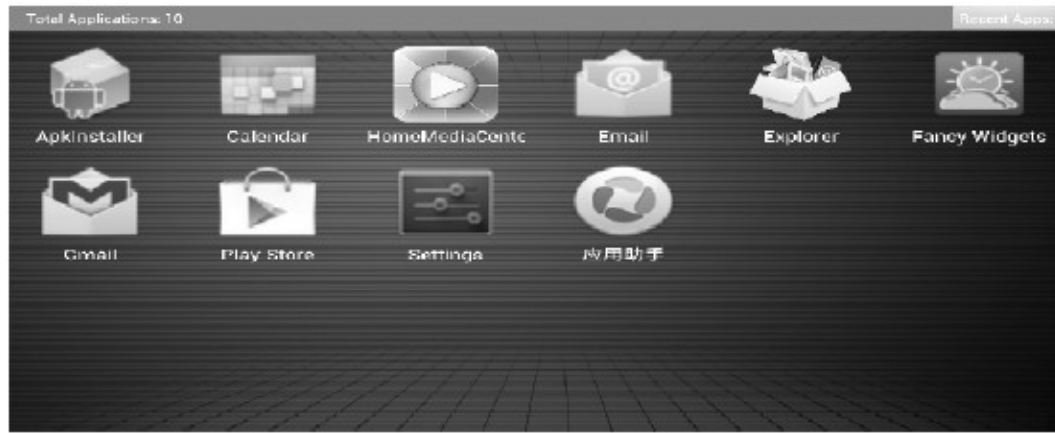 Total Applications: 10
Recent Apps:
ApkInstaller
Calendar
HomeMediaCente
Email
Explorer
Fancy Widgets
Gmail
Play Store
Settings
应用助手